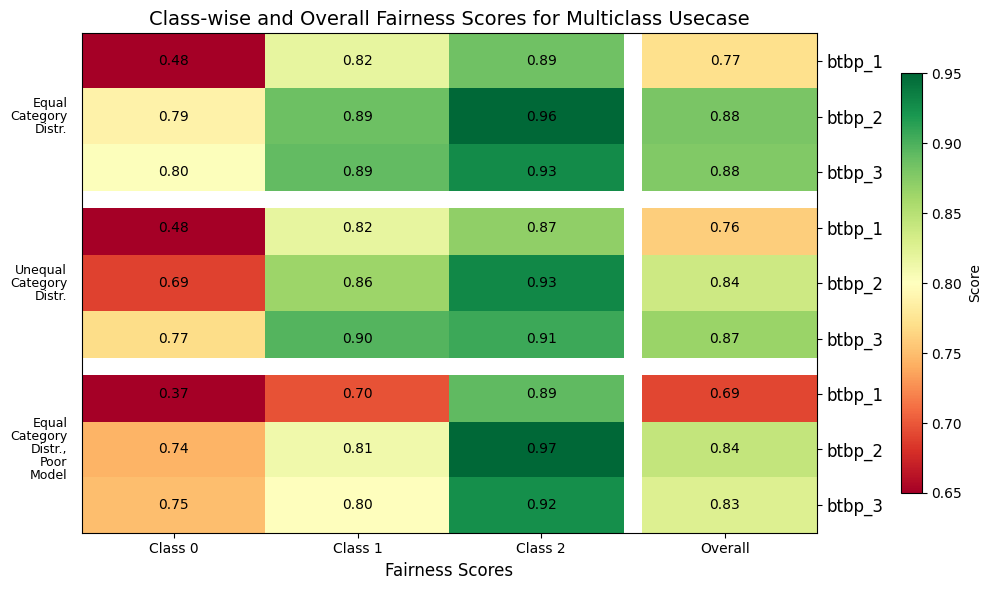 Class-wise and Overall Fairness Scores for Multiclass Usecase
Equal
Category
Distr.
0.48 0.82 0.89 0.77 btbp_1
0.79 0.89 0.96 0.88 btbp_2
0.80 0.89 0.93 0.88 btbp_3
Unequal
Category
Distr.
0.48 0.82 0.87 0.76 btbp_1
0.69 0.86 0.93 0.84 btbp_2
0.77 0.90 0.91 0.87 btbp_3
Equal
Category
Distr.,
Poor
Model
0.37 0.70 0.89 0.69 btbp_1
0.74 0.81 0.97 0.84 btbp_2
0.75 0.80 0.92 0.83 btbp_3
Class 0 Class 1 Class 2 Overall
Fairness Scores
0.95
0.90
0.85
0.80
0.75
0.70
0.65
Score